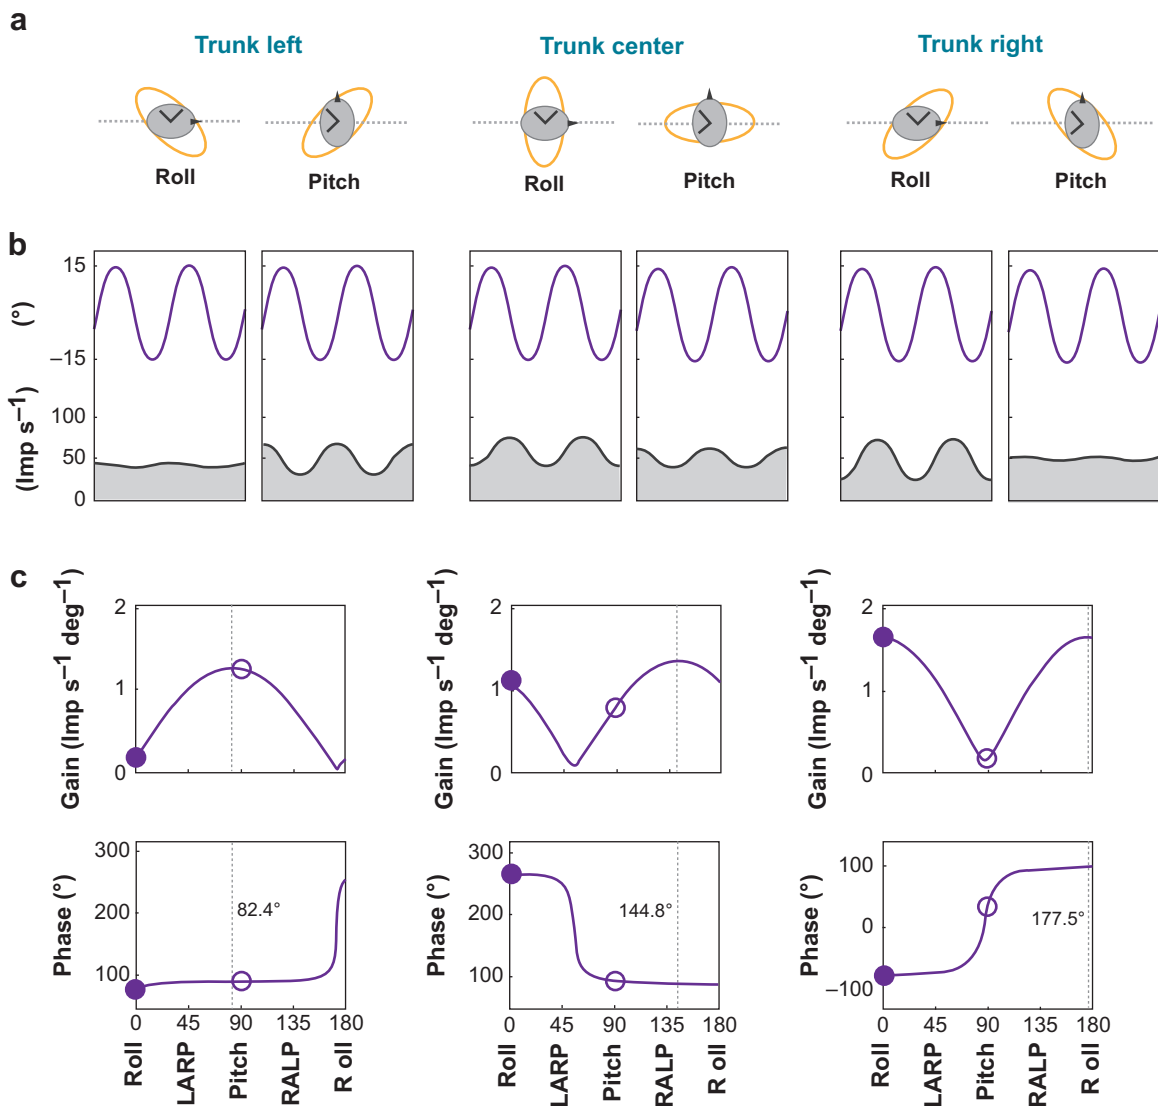 a
Trunk left
Trunk center
Trunk right
Roll
Pitch
Roll
Pitch
Roll
Pitch
b
15
(°)
–15
(Imp s–1)
100
50
0
c
Gain (Imp s–1 deg–1)
2
1
0
Gain (Imp s–1 deg–1)
2
1
0
Gain (Imp s–1 deg–1)
2
1
0
Phase (°)
300
200
100
82.4°
0 45 90 135 180
Roll LARP Pitch RALP R oll
Phase (°)
300
200
100
144.8°
0 45 90 135 180
Roll LARP Pitch RALP Roll
Phase (°)
100
0
–100
177.5°
0 45 90 135 180
Roll LARP Pitch RALP Roll